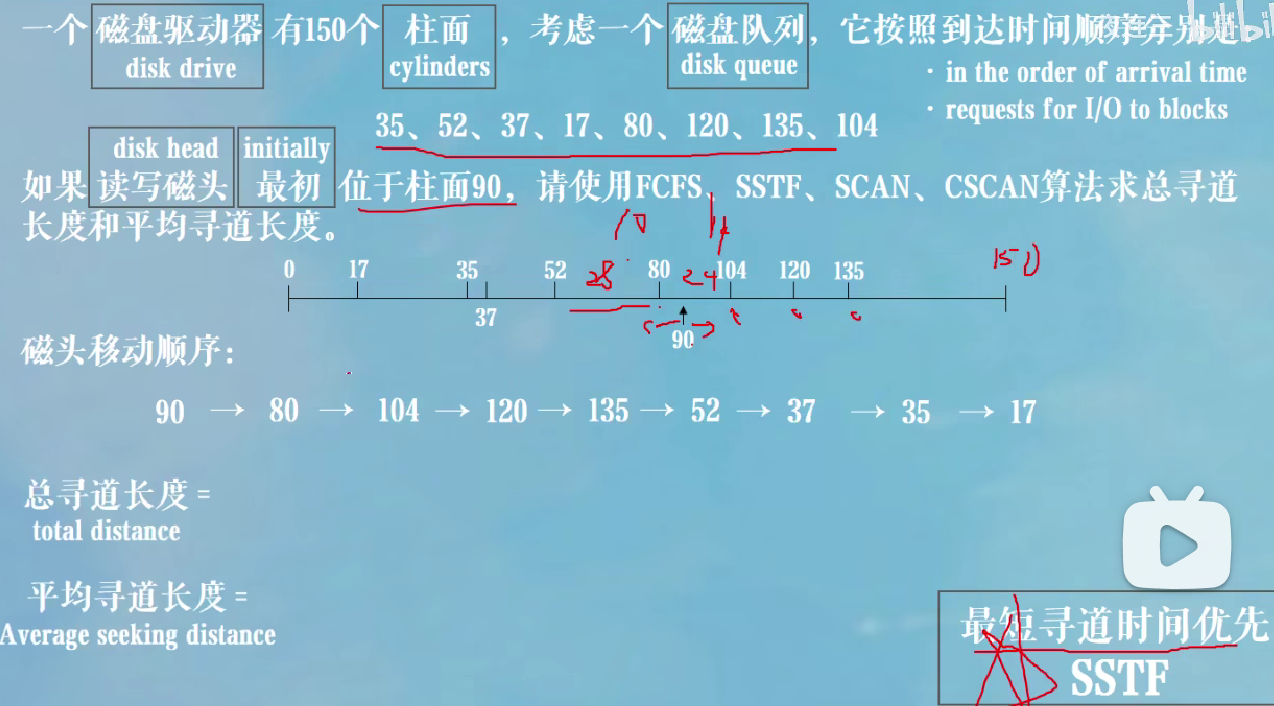 一个 磁盘驱动器 有150个 柱面 ，考虑一个 磁盘队列，它按照到达时间顺序分别是
disk drive cylinders disk queue
· in the order of arrival time
· requests for I/O to blocks
35、52、37、17、80、120、135、104
disk head initially
如果 读写磁头 最初 位于柱面90，请使用FCFS、SSTF、SCAN、CSCAN算法求总寻道
长度和平均寻道长度。
10 14
28 24 150
0 17 35 52 80 104 120 135
37 90
磁头移动顺序：
90 → 80 → 104 → 120 → 135 → 52 → 37 → 35 → 17
总寻道长度 =
total distance
平均寻道长度 =
Average seeking distance
最短寻道时间优先
SSTF